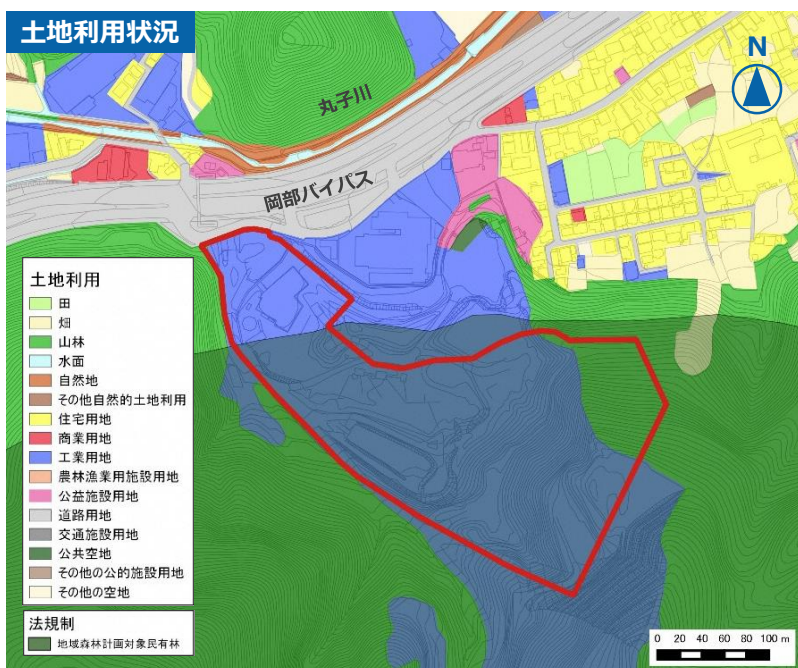 土地利用状況
N
丸子川
岡部バイパス
土地利用
田
畑
山林
水面
自然地
その他自然的土地利用
住宅用地
商業用地
工業用地
農林漁業用施設用地
公益施設用地
道路用地
交通施設用地
公共空地
その他の公的施設用地
その他の空地
法規制
地域森林計画対象民有林
0 20 40 60 80 100 m